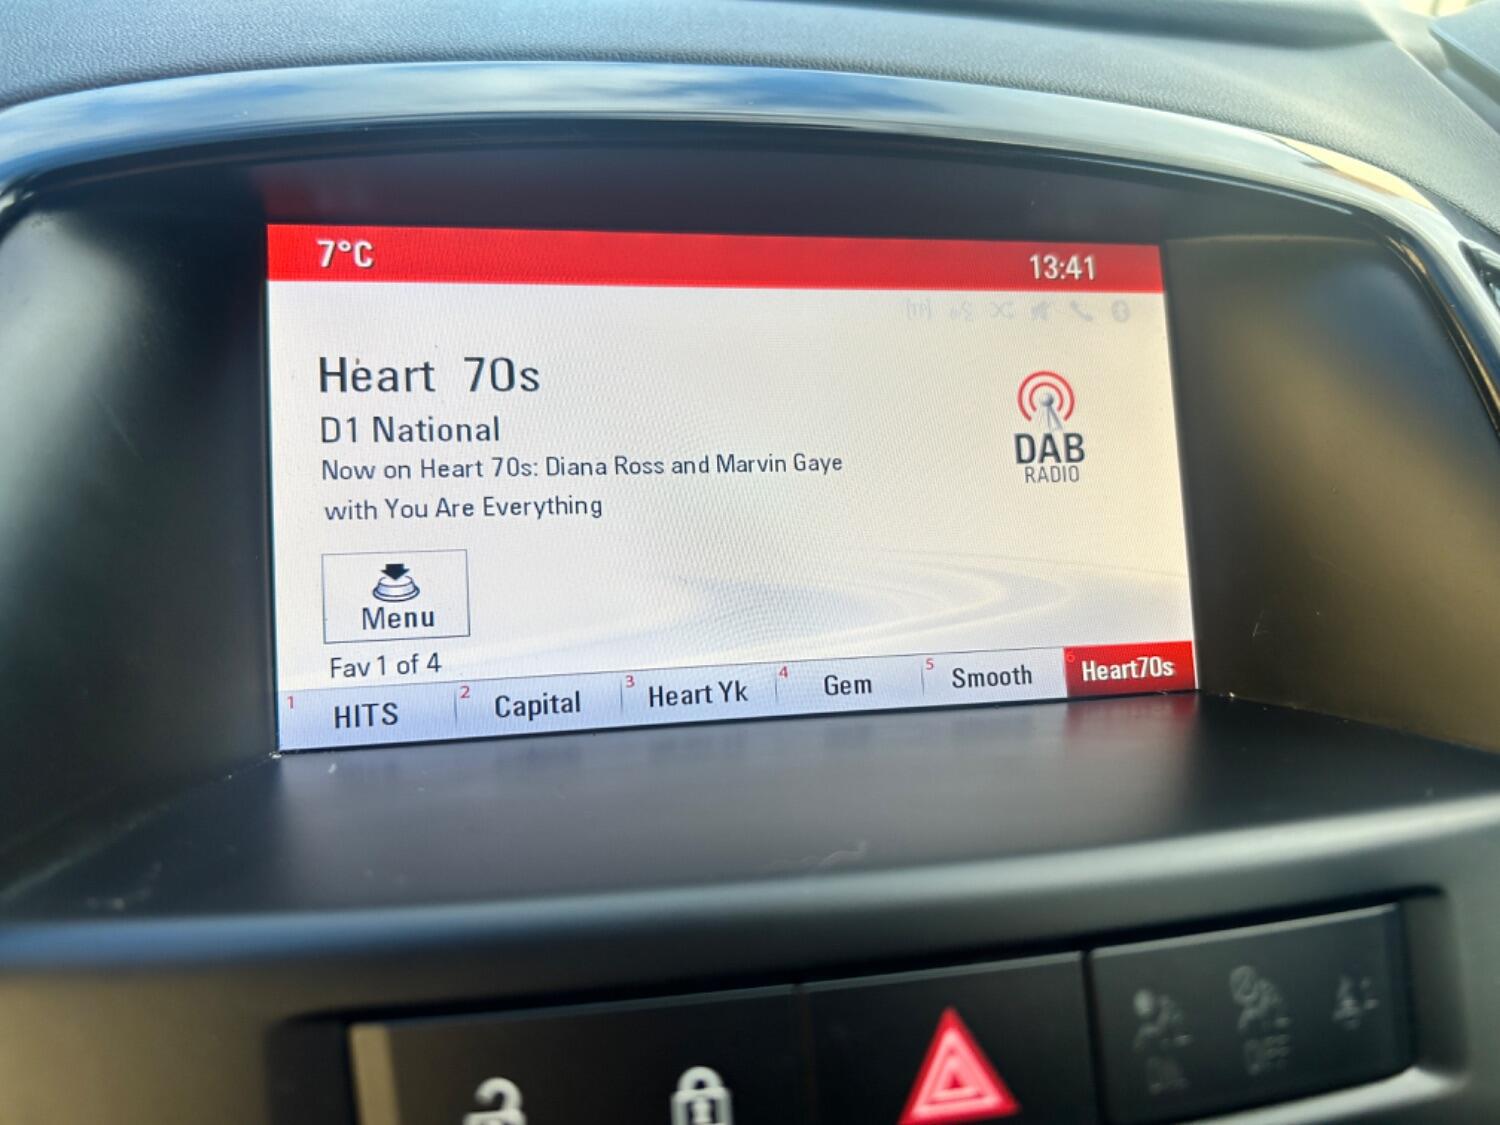 7°C
13:41
Heart 70s
D1 National
Now on Heart 70s: Diana Ross and Marvin Gaye
with You Are Everything
DAB
RADIO
Menu
Fav 1 of 4
1 HITS
2 Capital
3 Heart Yk
4 Gem
5 Smooth
6 Heart70s
OFF